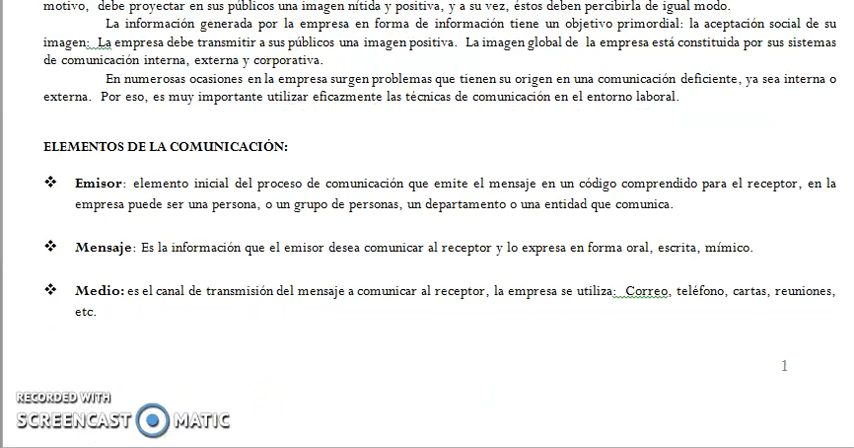 motivo, debe proyectar en sus públicos una imagen nítida y positiva, y a su vez, éstos deben percibirla de igual modo.
La información generada por la empresa en forma de información tiene un objetivo primordial: la aceptación social de su
imagen: La empresa debe transmitir a sus públicos una imagen positiva. La imagen global de la empresa está constituida por sus sistemas
de comunicación interna, externa y corporativa.
En numerosas ocasiones en la empresa surgen problemas que tienen su origen en una comunicación deficiente, ya sea interna o
externa. Por eso, es muy importante utilizar eficazmente las técnicas de comunicación en el entorno laboral.
ELEMENTOS DE LA COMUNICACIÓN:
❖ Emisor: elemento inicial del proceso de comunicación que emite el mensaje en un código comprendido para el receptor, en la
empresa puede ser una persona, o un grupo de personas, un departamento o una entidad que comunica.
❖ Mensaje: Es la información que el emisor desea comunicar al receptor y lo expresa en forma oral, escrita, mímico.
❖ Medio: es el canal de transmisión del mensaje a comunicar al receptor, la empresa se utiliza: Correo, teléfono, cartas, reuniones,
etc.
1
RECORDED WITH
SCREENCAST MATIC